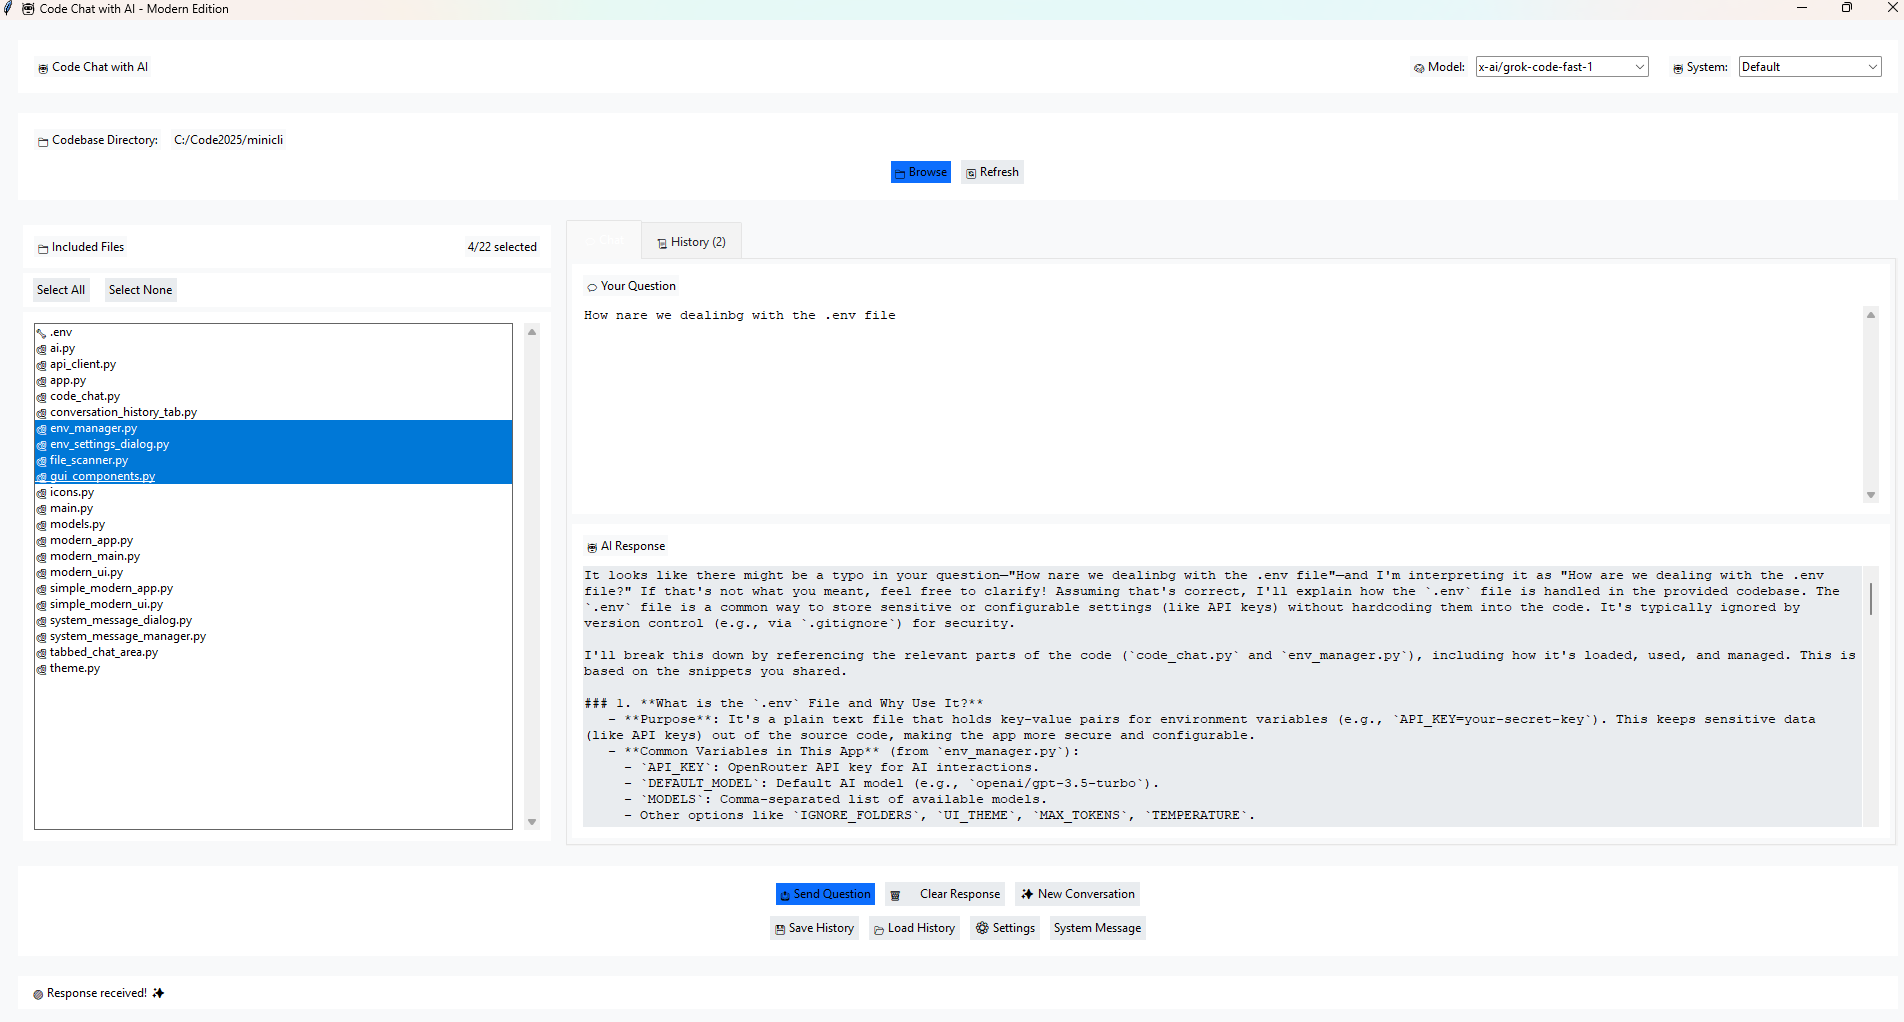 Code Chat with AI - Modern Edition
Code Chat with AI
Model: x-ai/grok-code-fast-1
System: Default
Codebase Directory: C:/Code2025/minicli
Browse
Refresh
Included Files
4/22 selected
Select All
Select None
.env
ai.py
api_client.py
app.py
code_chat.py
conversation_history_tab.py
env_manager.py
env_settings_dialog.py
file_scanner.py
gui_components.py
icons.py
main.py
models.py
modern_app.py
modern_main.py
modern_ui.py
simple_modern_app.py
simple_modern_ui.py
system_message_dialog.py
system_message_manager.py
tabbed_chat_area.py
theme.py
History (2)
Your Question
How nare we dealinbg with the .env file
AI Response
It looks like there might be a typo in your question—"How nare we dealinbg with the .env file"—and I'm interpreting it as "How are we dealing with the .env
file?" If that's not what you meant, feel free to clarify! Assuming that's correct, I'll explain how the `.env` file is handled in the provided codebase. The
`.env` file is a common way to store sensitive or configurable settings (like API keys) without hardcoding them into the code. It's typically ignored by
version control (e.g., via `.gitignore`) for security.
I'll break this down by referencing the relevant parts of the code (`code_chat.py` and `env_manager.py`), including how it's loaded, used, and managed. This is
based on the snippets you shared.
### 1. **What is the `.env` File and Why Use It?**
- **Purpose**: It's a plain text file that holds key-value pairs for environment variables (e.g., `API_KEY=your-secret-key`). This keeps sensitive data
(like API keys) out of the source code, making the app more secure and configurable.
- **Common Variables in This App** (from `env_manager.py`):
- `API_KEY`: OpenRouter API key for AI interactions.
- `DEFAULT_MODEL`: Default AI model (e.g., `openai/gpt-3.5-turbo`).
- `MODELS`: Comma-separated list of available models.
- Other options like `IGNORE_FOLDERS`, `UI_THEME`, `MAX_TOKENS`, `TEMPERATURE`.
Send Question
Clear Response
New Conversation
Save History
Load History
Settings
System Message
Response received!